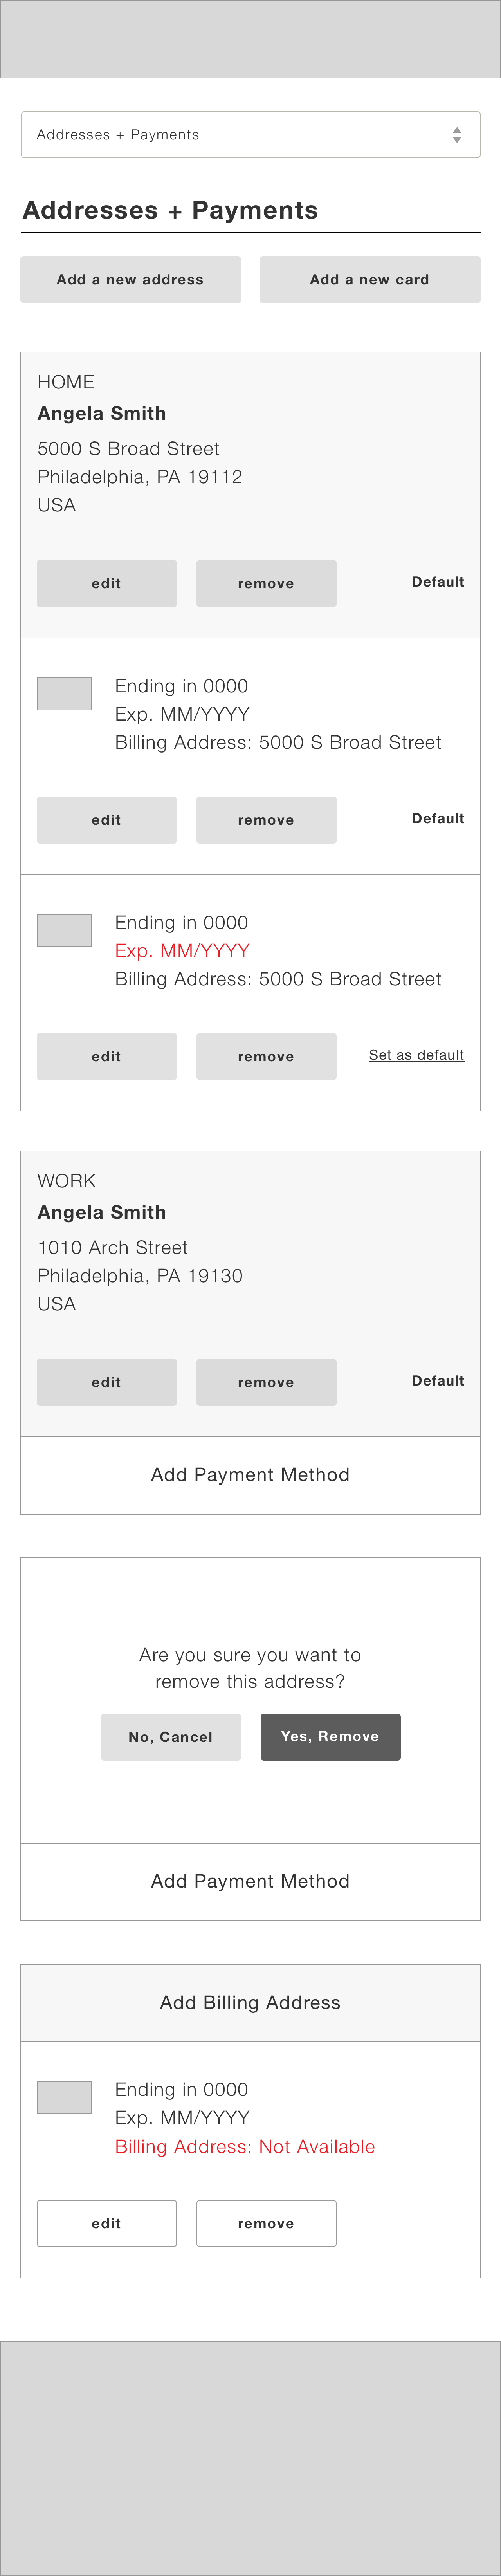 Addresses + Payments
Addresses + Payments
Add a new address
Add a new card
HOME
Angela Smith
5000 S Broad Street
Philadelphia, PA 19112
USA
edit
remove
Default
Ending in 0000
Exp. MM/YYYY
Billing Address: 5000 S Broad Street
edit
remove
Default
Ending in 0000
Exp. MM/YYYY
Billing Address: 5000 S Broad Street
edit
remove
Set as default
WORK
Angela Smith
1010 Arch Street
Philadelphia, PA 19130
USA
edit
remove
Default
Add Payment Method
Are you sure you want to
remove this address?
No, Cancel
Yes, Remove
Add Payment Method
Add Billing Address
Ending in 0000
Exp. MM/YYYY
Billing Address: Not Available
edit
remove